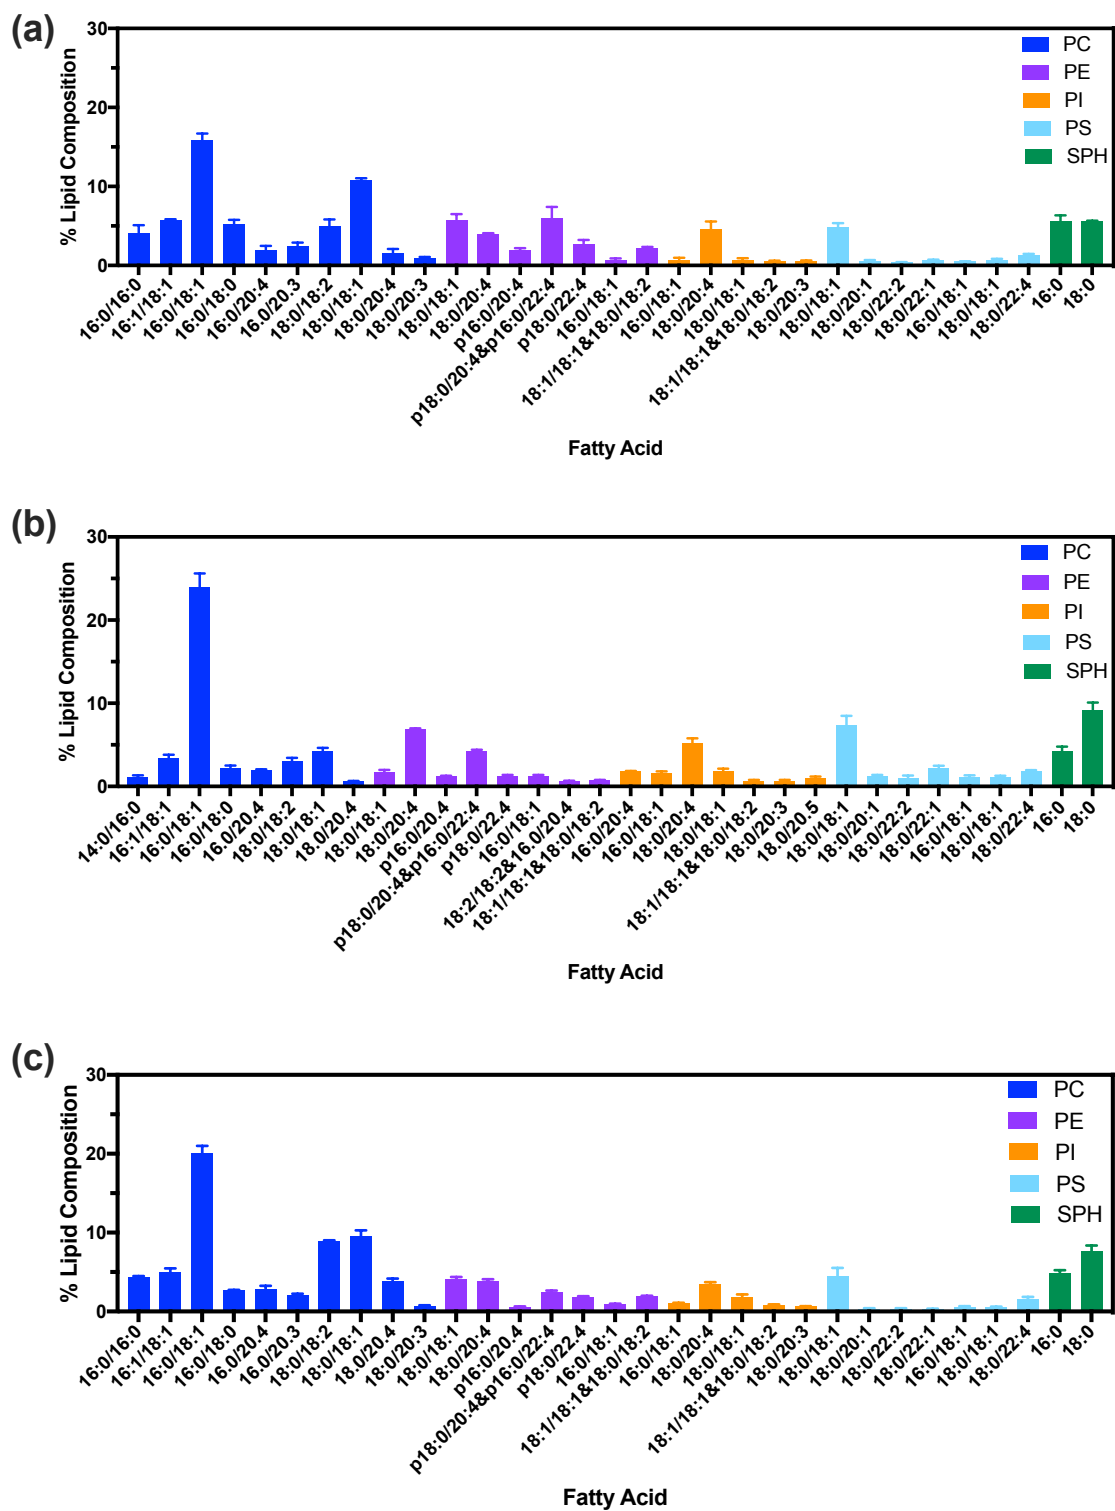 (a)
30
20
10
0
% Lipid Composition
PC
PE
PI
PS
SPH
16:0/16:0
16:1/18:1
16:0/18:1
16:0/18:0
16:0/20:4
16:0/20:3
18:0/18:2
18:0/18:1
18:0/20:4
18:0/20:3
18:0/18:1
18:0/20:4
p16:0/20:4
p18:0/20:4&p16:0/22:4
p18:0/22:4
16:0/18:1
18:1/18:1&18:0/18:2
16:0/18:1
18:0/20:4
18:0/18:1
18:1/18:1&18:0/18:2
18:0/20:3
18:0/18:1
18:0/20:1
18:0/22:2
18:0/22:1
16:0/18:1
18:0/18:1
18:0/22:4
16:0
18:0
Fatty Acid
(b)
30
20
10
0
% Lipid Composition
PC
PE
PI
PS
SPH
14:0/16:0
16:1/18:1
16:0/18:1
16:0/18:0
16:0/20:4
18:0/18:2
18:0/18:1
18:0/20:4
18:0/18:1
18:0/20:4
p16:0/20:4
p18:0/20:4&p16:0/22:4
p18:0/22:4
16:0/18:1
18:2/18:2&16:0/20:4
18:1/18:1&18:0/18:2
16:0/20:4
16:0/18:1
18:0/20:4
18:0/18:1
18:1/18:1&18:0/18:2
18:0/20:3
18:0/20:5
18:0/18:1
18:0/20:1
18:0/22:2
18:0/22:1
16:0/18:1
18:0/18:1
18:0/22:4
16:0
18:0
Fatty Acid
(c)
30
20
10
0
% Lipid Composition
PC
PE
PI
PS
SPH
16:0/16:0
16:1/18:1
16:0/18:1
16:0/18:0
16:0/20:4
16:0/20:3
18:0/18:2
18:0/18:1
18:0/20:4
18:0/20:3
18:0/18:1
18:0/20:4
p16:0/20:4
p18:0/20:4&p16:0/22:4
p18:0/22:4
16:0/18:1
18:1/18:1&18:0/18:2
16:0/18:1
18:0/20:4
18:0/18:1
18:1/18:1&18:0/18:2
18:0/20:3
18:0/18:1
18:0/20:1
18:0/22:2
18:0/22:1
16:0/18:1
18:0/18:1
18:0/22:4
16:0
18:0
Fatty Acid